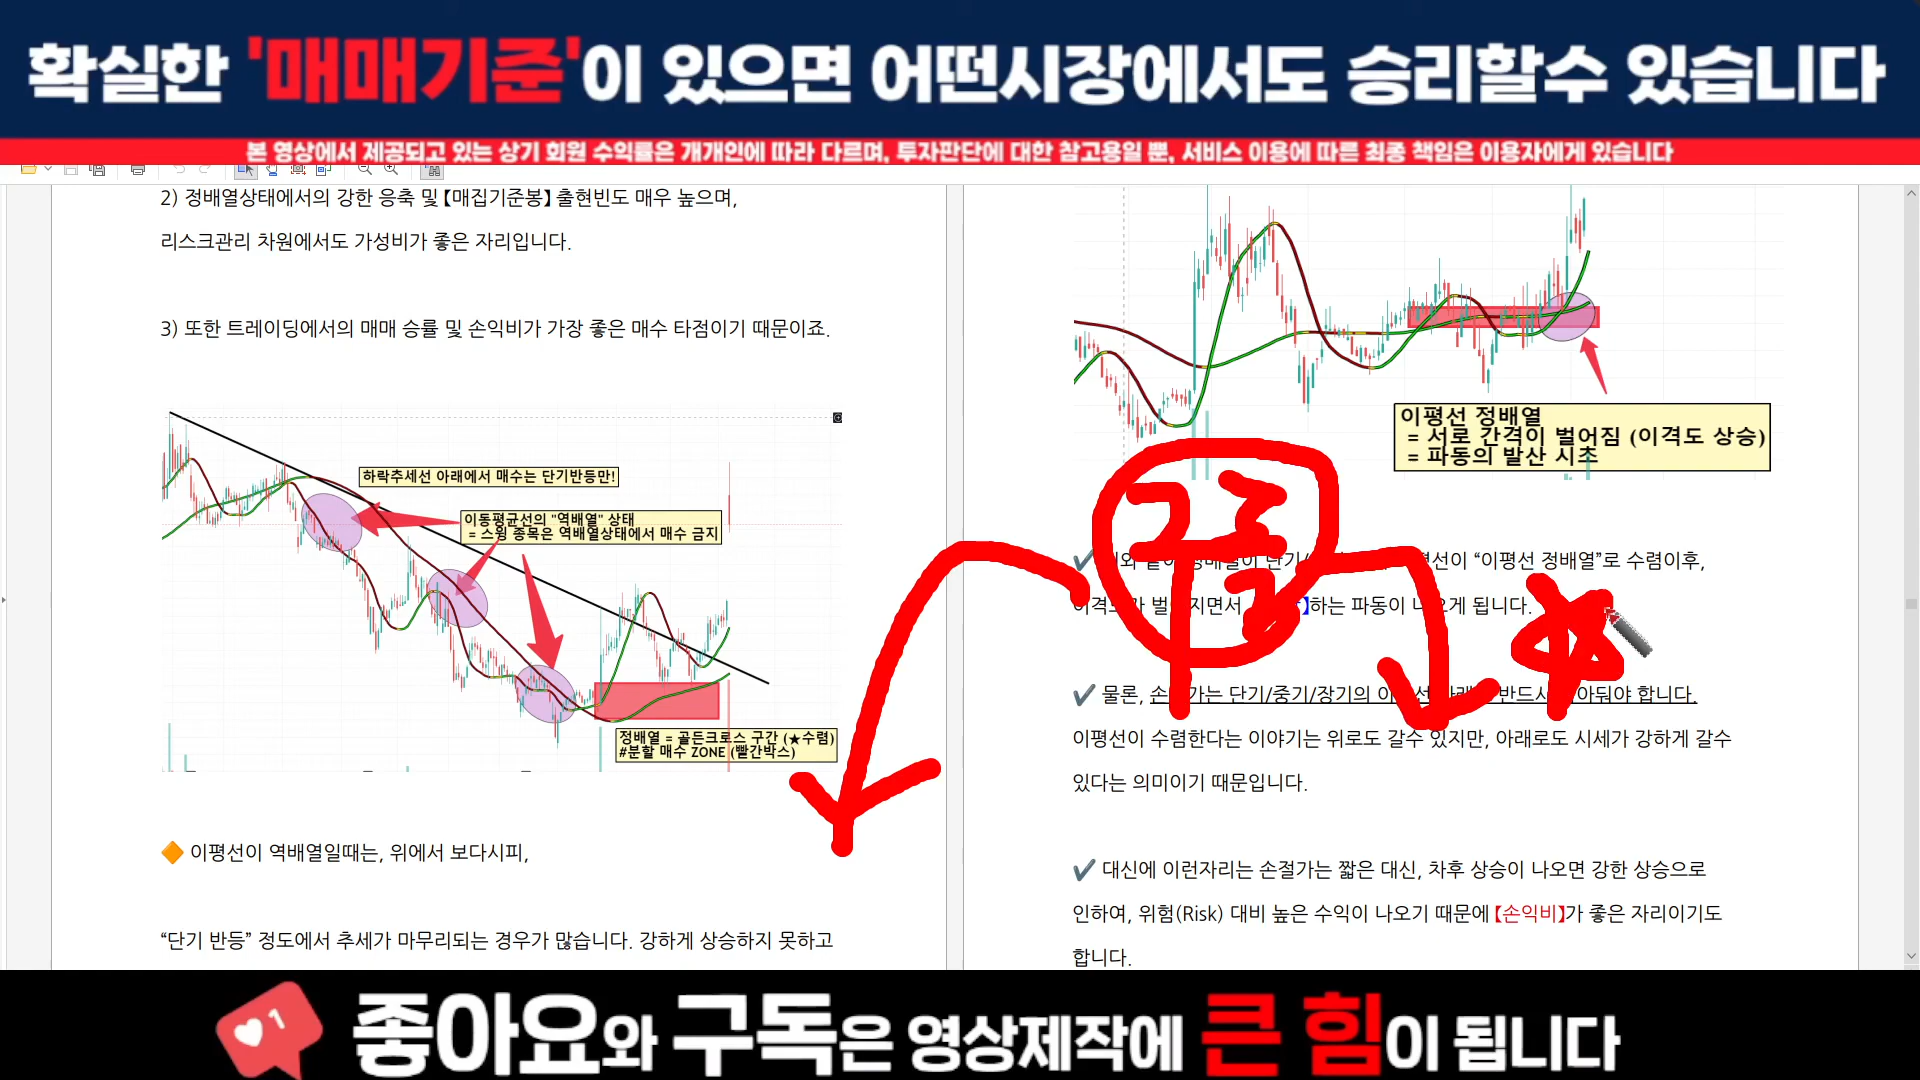 확실한 '매매기준'이 있으면 어떤시장에서도 승리할수 있습니다
본 영상에서 제공되고 있는 상기 회원 수익률은 개개인에 따라 다르며, 투자판단에 대한 참고용일 뿐, 서비스 이용에 따른 최종 책임은 이용자에게 있습니다
2) 정배열상태에서의 강한 응축 및【매집기준봉】출현빈도 매우 높으며,
리스크관리 차원에서도 가성비가 좋은 자리입니다.
3) 또한 트레이딩에서의 매매 승률 및 손익비가 가장 좋은 매수 타점이기 때문이죠.
하락추세선 아래에서 매수는 단기반등만!
이동평균선의 "역배열" 상태
= 스윙 종목은 역배열상태에서 매수 금지
정배열 = 골든크로스 구간 (★수렴)
#분할 매수 ZONE (빨간박스)
🔶 이평선이 역배열일때는, 위에서 보다시피,
“단기 반등” 정도에서 추세가 마무리되는 경우가 많습니다. 강하게 상승하지 못하고
이평선 정배열
= 서로 간격이 벌어짐 (이격도 상승)
= 파동의 발산 시초
✔ 단기/ “이평선 정배열”로 수렴이후,
하는 파동이 나오게 됩니다.
✔ 물론, 손절가는 단기/중기/장기의 반드시 잡아둬야 합니다.
이평선이 수렴한다는 이야기는 위로도 갈수 있지만, 아래로도 시세가 강하게 갈수
있다는 의미이기 때문입니다.
✔ 대신에 이런자리는 손절가는 짧은 대신, 차후 상승이 나오면 강한 상승으로
인하여, 위험(Risk) 대비 높은 수익이 나오기 때문에【손익비】가 좋은 자리이기도
합니다.
1
좋아요와 구독은 영상제작에 큰 힘이 됩니다